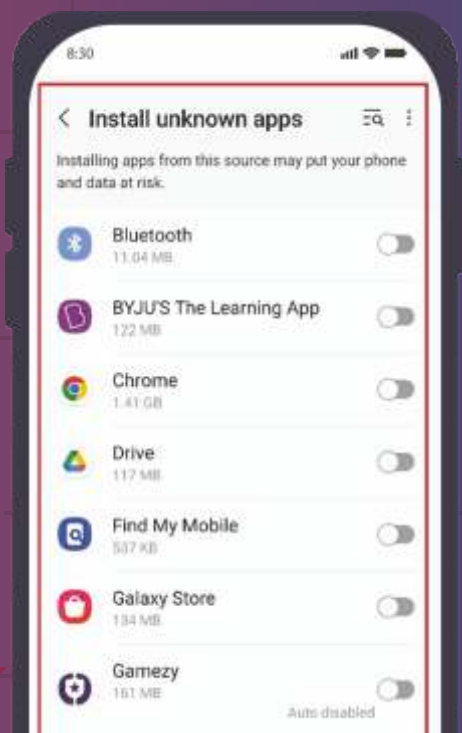 8:30
Install unknown apps
Installing apps from this source may put your phone
and data at risk.
Bluetooth
11.04 MB
BYJU'S The Learning App
122 MB
Chrome
1.41 GB
Drive
117 MB
Find My Mobile
537 KB
Galaxy Store
134 MB
Gamezy
161 MB
Auto disabled